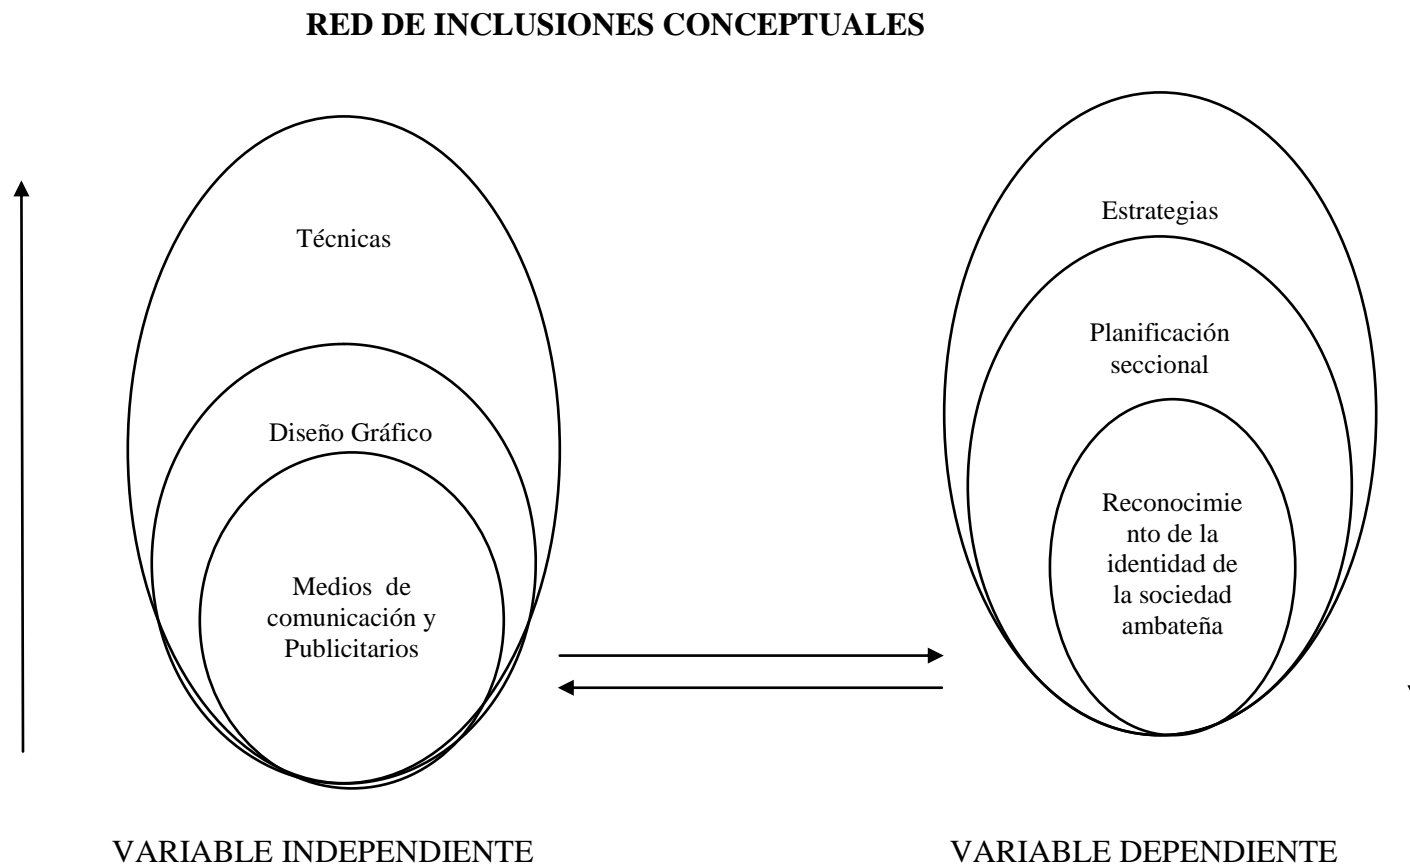 RED DE INCLUSIONES CONCEPTUALES
Técnicas
Diseño Gráfico
Medios de
comunicación y
Publicitarios
Estrategias
Planificación
seccional
Reconocimie
nto de la
identidad de
la sociedad
ambateña
VARIABLE INDEPENDIENTE
VARIABLE DEPENDIENTE